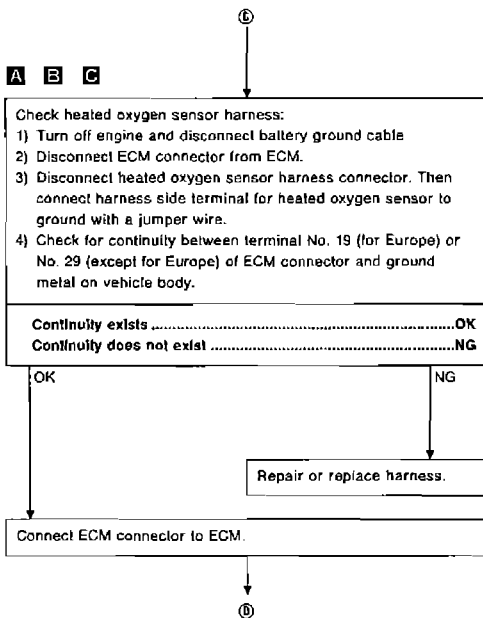 Ⓒ
A B C
Check heated oxygen sensor harness:
1) Turn off engine and disconnect battery ground cable
2) Disconnect ECM connector from ECM.
3) Disconnect heated oxygen sensor harness connector. Then
connect harness side terminal for heated oxygen sensor to
ground with a jumper wire.
4) Check for continuity between terminal No. 19 (for Europe) or
No. 29 (except for Europe) of ECM connector and ground
metal on vehicle body.
Continuity exists ........................................................................OK
Continuity does not exist ...............................................................NG
OK NG
Repair or replace harness.
Connect ECM connector to ECM.
Ⓓ